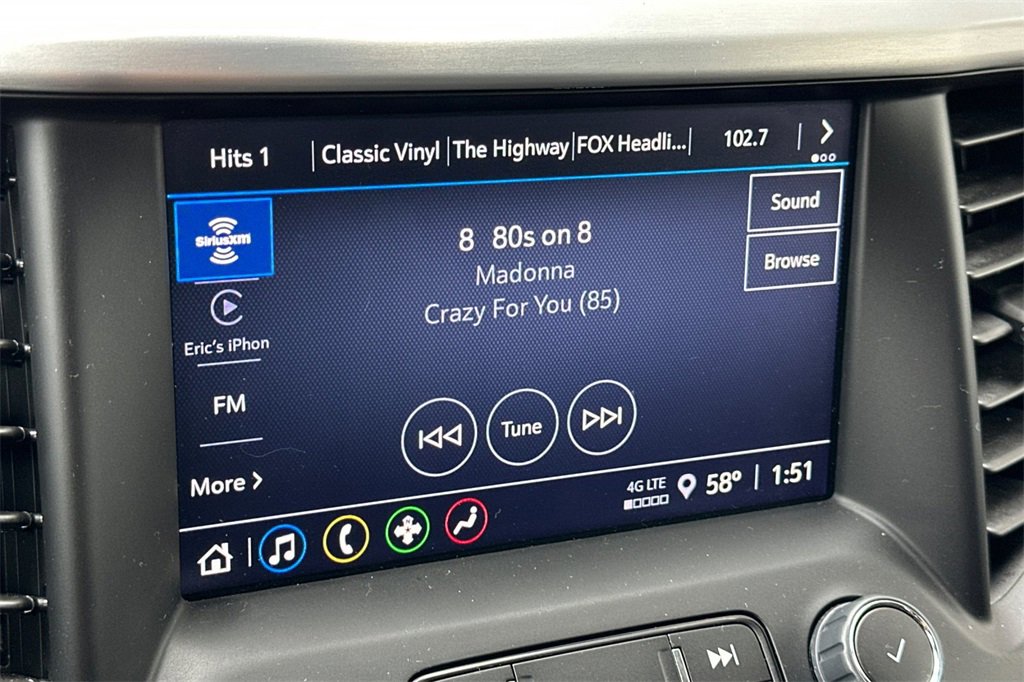 Hits 1
Classic Vinyl
The Highway
FOX Headli...
102.7
SiriusXM
8 80s on 8
Sound
Madonna
Browse
Crazy For You (85)
Eric's iPhon
FM
Tune
More
4G LTE
58° 1:51